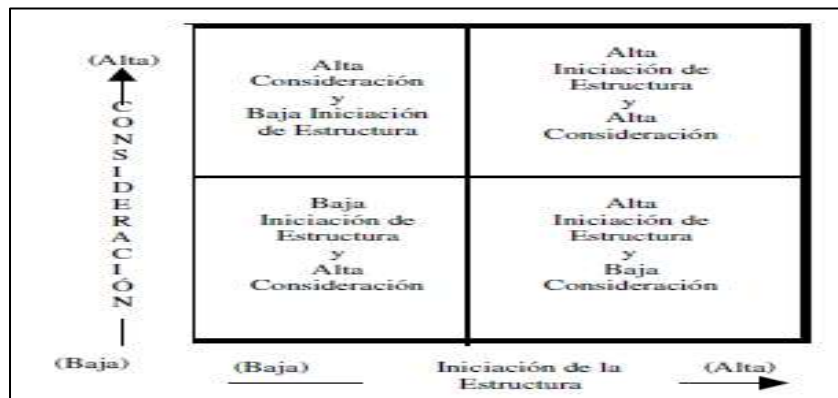 (Alta)
CONSIDERACIÓN
(Baja)
Alta
Consideración
y
Baja Iniciación
de Estructura
Alta
Iniciación de
Estructura
y
Alta
Consideración
Baja
Iniciación de
Estructura
y
Alta
Consideración
Alta
Iniciación de
Estructura
y
Baja
Consideración
(Baja)
Iniciación de la
Estructura
(Alta)